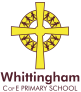 Whittingham
C of E PRIMARY SCHOOL